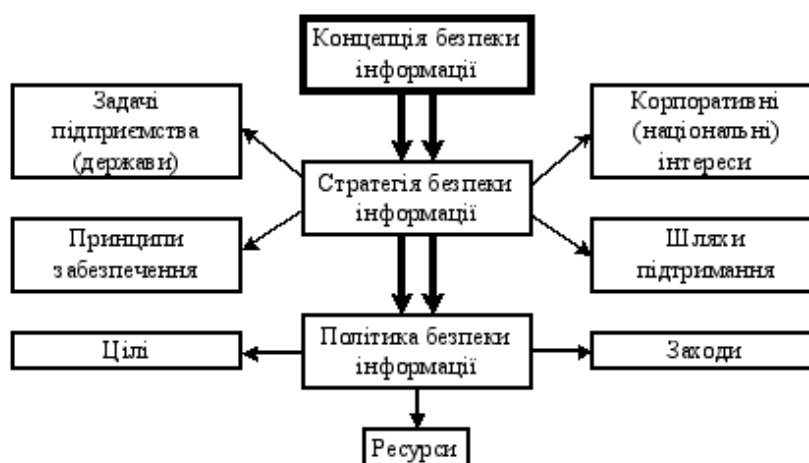 Концепція безпеки
інформації
Задачі
підприємства
(держави)
Корпоративні
(національні)
інтереси
Стратегія безпеки
інформації
Принципи
забезпечення
Шляхи
підтримання
Цілі
Політика безпеки
інформації
Заходи
Ресурси